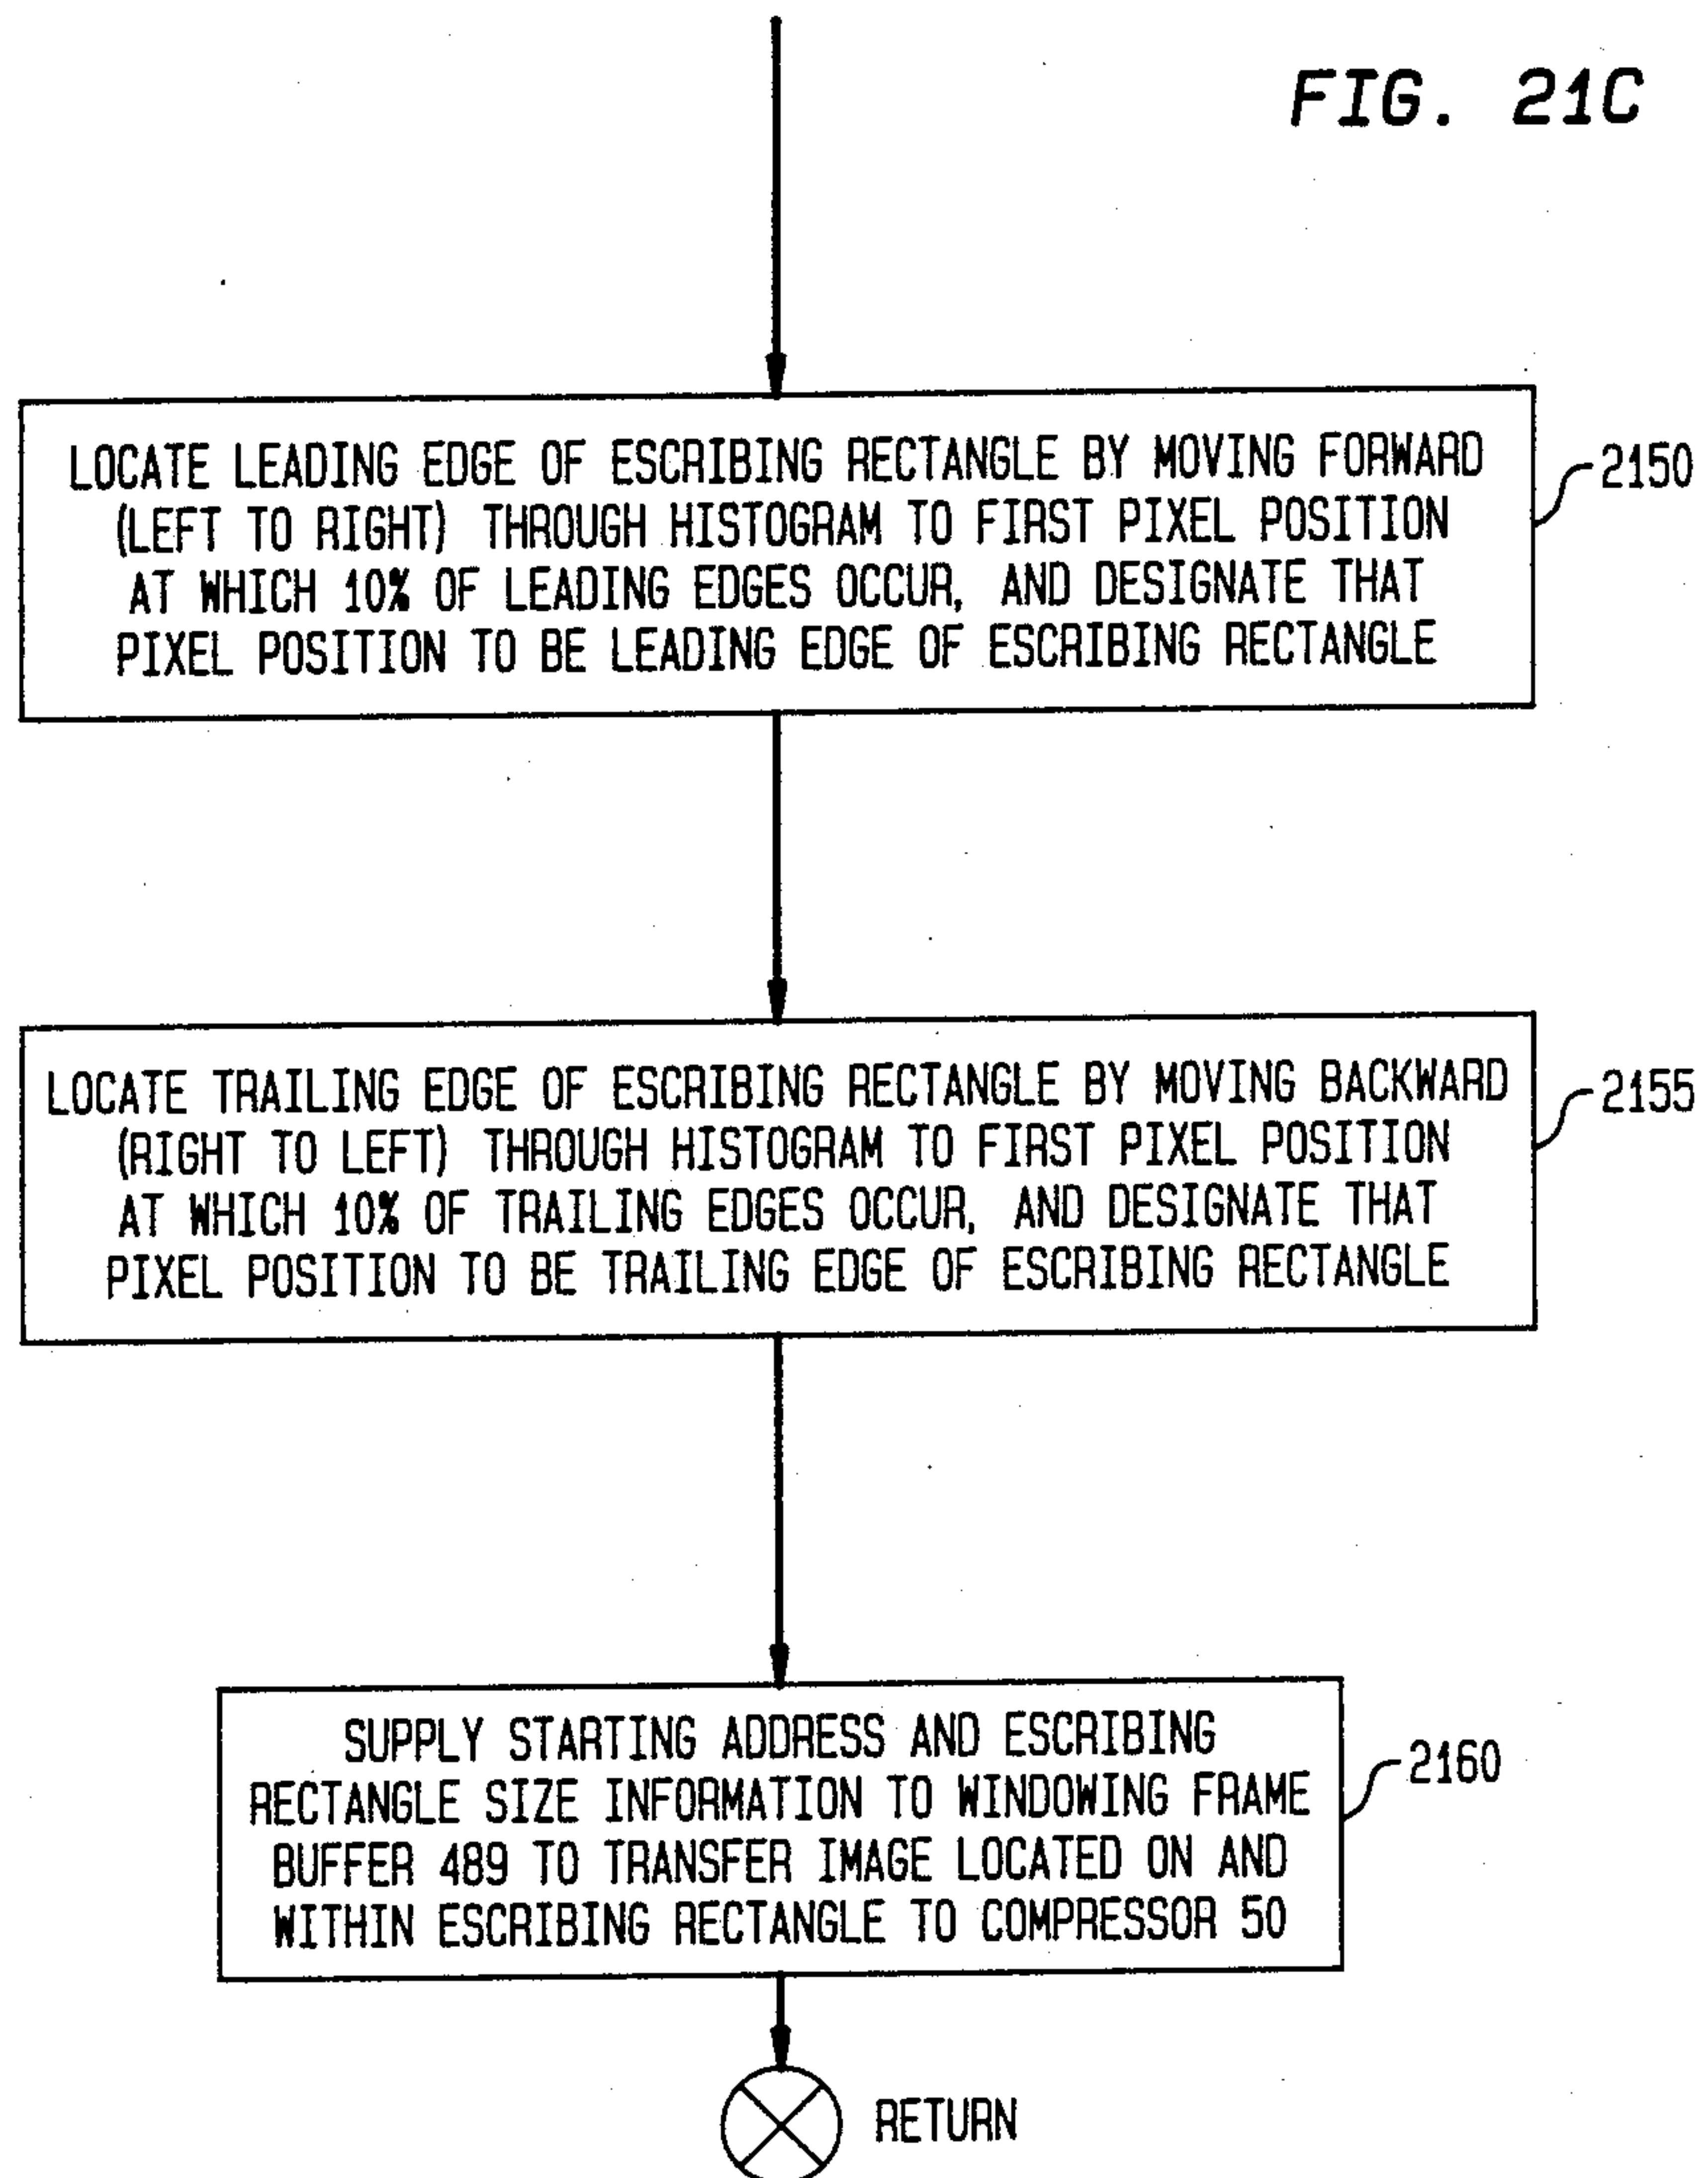 FIG. 21C
LOCATE LEADING EDGE OF ESCRIBING RECTANGLE BY MOVING FORWARD
(LEFT TO RIGHT) THROUGH HISTOGRAM TO FIRST PIXEL POSITION
AT WHICH 10% OF LEADING EDGES OCCUR, AND DESIGNATE THAT
PIXEL POSITION TO BE LEADING EDGE OF ESCRIBING RECTANGLE
2150
LOCATE TRAILING EDGE OF ESCRIBING RECTANGLE BY MOVING BACKWARD
(RIGHT TO LEFT) THROUGH HISTOGRAM TO FIRST PIXEL POSITION
AT WHICH 10% OF TRAILING EDGES OCCUR, AND DESIGNATE THAT
PIXEL POSITION TO BE TRAILING EDGE OF ESCRIBING RECTANGLE
2155
SUPPLY STARTING ADDRESS AND ESCRIBING
RECTANGLE SIZE INFORMATION TO WINDOWING FRAME
BUFFER 489 TO TRANSFER IMAGE LOCATED ON AND
WITHIN ESCRIBING RECTANGLE TO COMPRESSOR 50
2160
RETURN